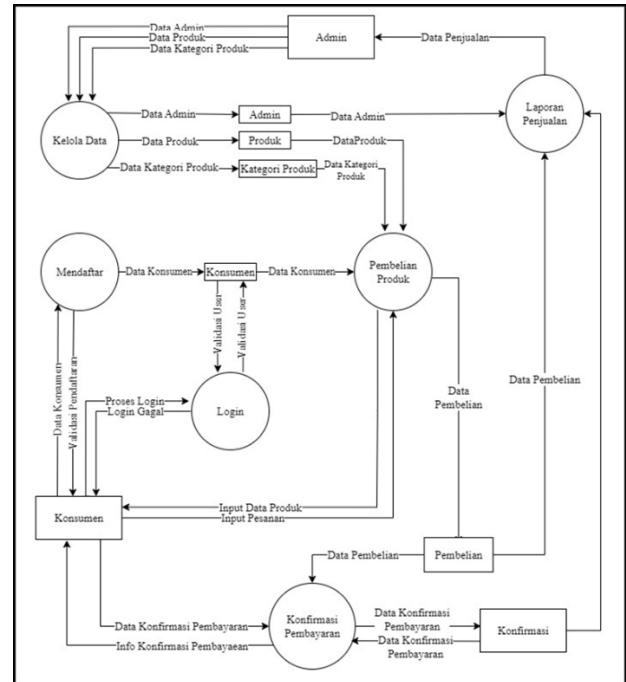 Data Admin
Data Produk
Data Kategori Produk
Admin
Data Penjualan
Laporan
Penjualan
Kelola Data
Data Admin
Admin
Data Admin
Data Produk
Produk
DataProduk
Data Kategori Produk
Kategori Produk
Data Kategori
Produk
Mendaftar
Data Konsumen
Konsumen
Data Konsumen
Pembelian
Produk
Validasi User
Validasi User
Data Konsumen
Validasi Pendaftaran
Proses Login
Login Gagal
Login
Data
Pembelian
Data Pembelian
Konsumen
Input Data Produk
Input Pesanan
Data Pembelian
Pembelian
Data Konfirmasi Pembayaran
Info Konfirmasi Pembayaean
Konfirmasi
Pembayaran
Data Konfirmasi
Pembayaran
Data Konfirmasi
Pembayaran
Konfirmasi